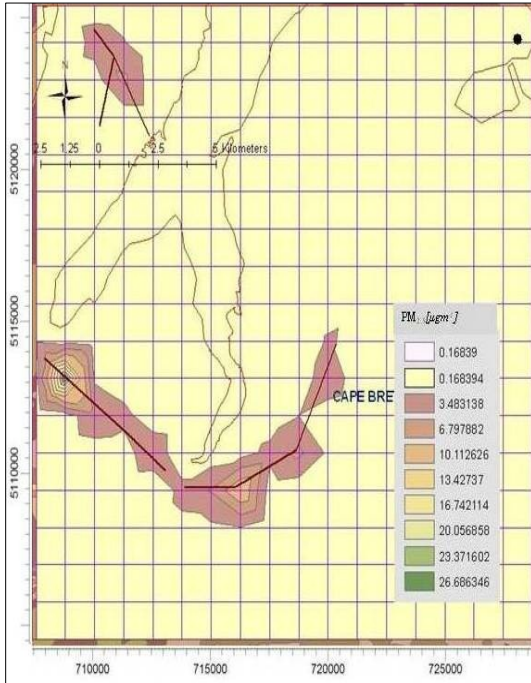 N
2.5 1.25 0 2.5 5 Kilometers
5120000
5115000
5110000
CAPE BRE
PM [µgm⁻³]
0.16839
0.168394
3.483138
6.797882
10.112626
13.42737
16.742114
20.056858
23.371602
26.686346
710000 715000 720000 725000